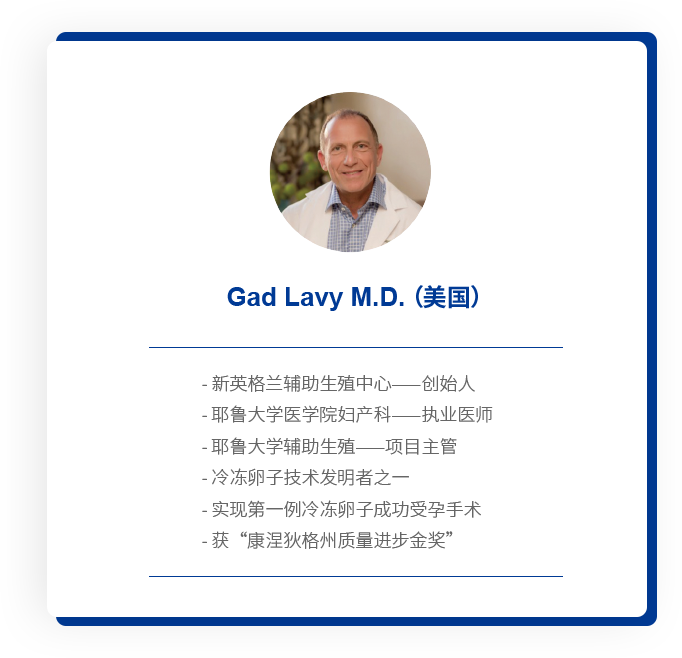 Gad Lavy M.D.（美国）
- 新英格兰辅助生殖中心——创始人
- 耶鲁大学医学院妇产科——执业医师
- 耶鲁大学辅助生殖——项目主管
- 冷冻卵子技术发明者之一
- 实现第一例冷冻卵子成功受孕手术
- 获“康涅狄格州质量进步金奖”